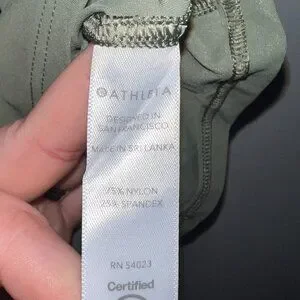 ATHLETA
DESIGNED IN
SAN FRANCISCO
MADE IN SRI LANKA
75% NYLON
25% SPANDEX
RN 54023
Certified